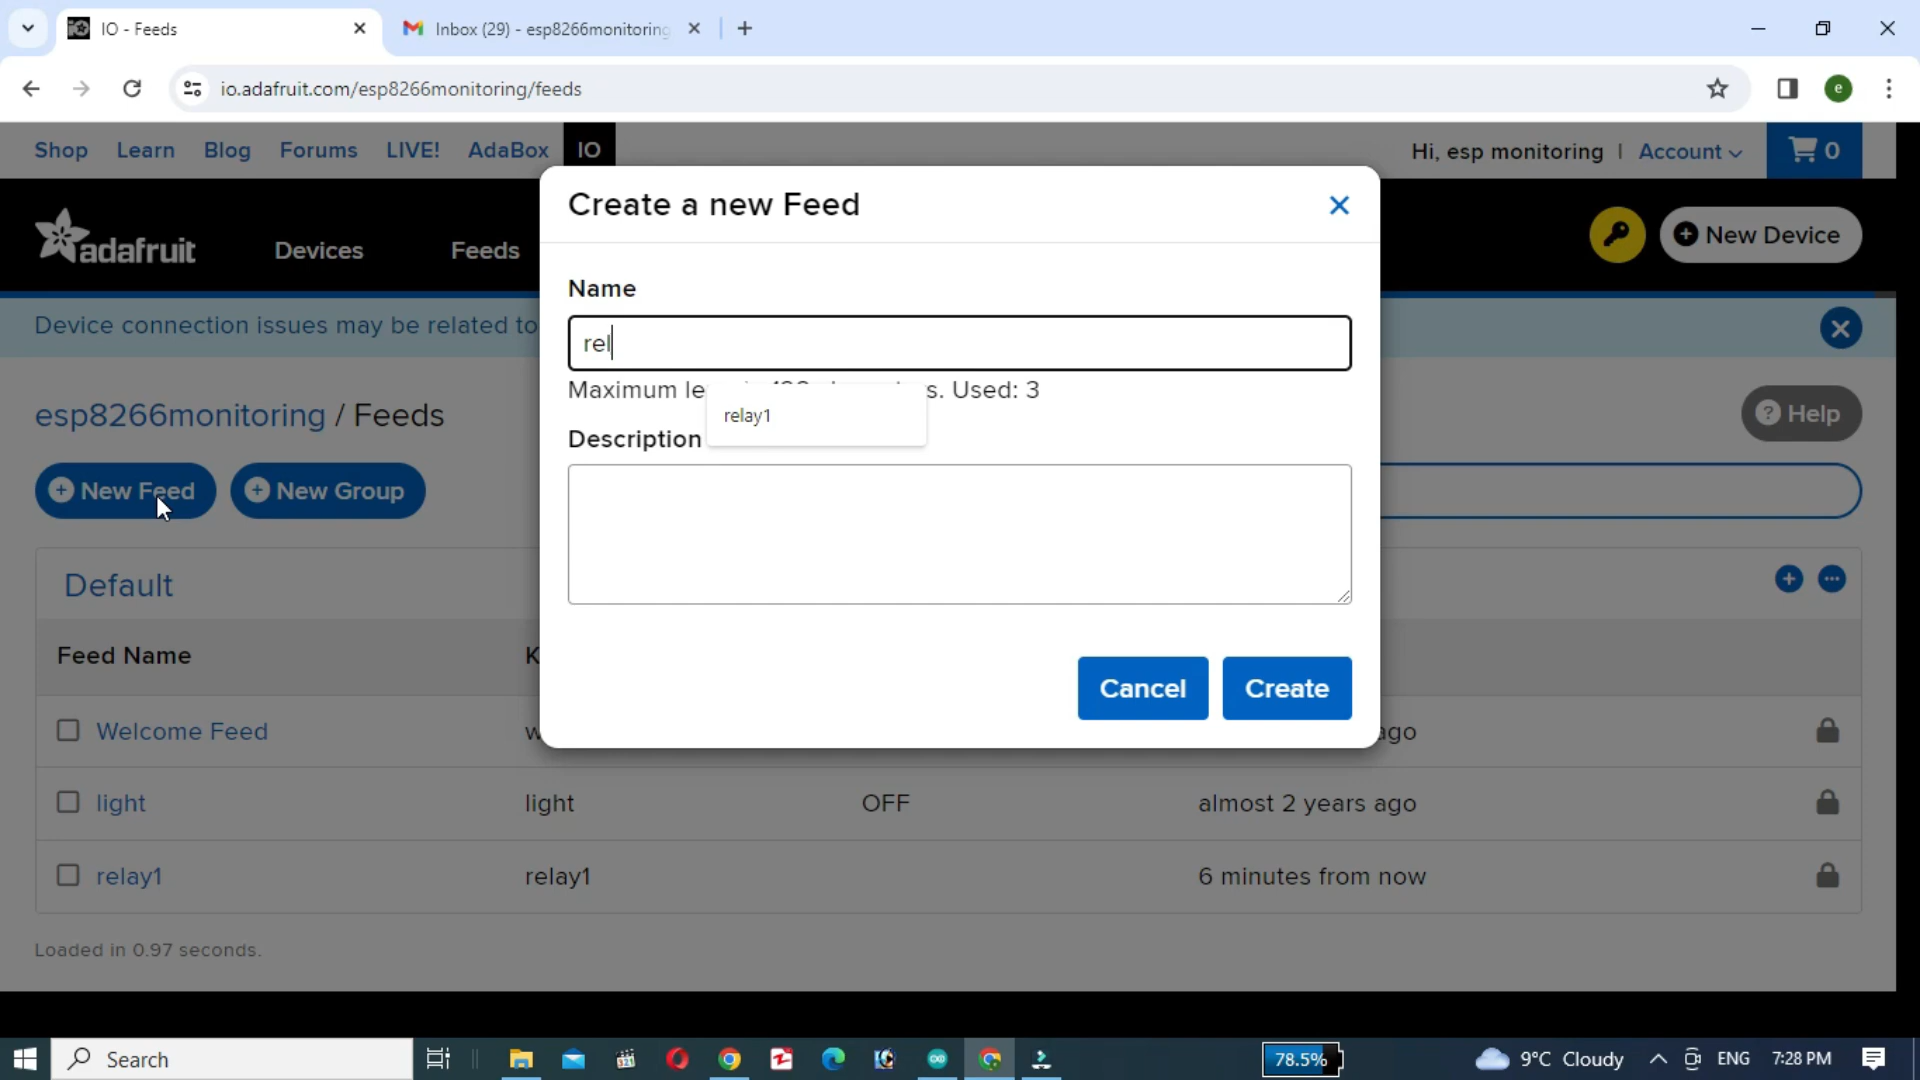 IO - Feeds
Inbox (29) - esp8266monitoring
io.adafruit.com/esp8266monitoring/feeds
e
Shop Learn Blog Forums LIVE! AdaBox IO
Hi, esp monitoring | Account 0
Create a new Feed
adafruit Devices Feeds
New Device
Name
Device connection issues may be related to
rel
Maximum s. Used: 3
relay1
esp8266monitoring / Feeds
Help
Description
New Feed New Group
Default
Feed Name K
Cancel Create
Welcome Feed w ago
light light OFF almost 2 years ago
relay1 relay1 6 minutes from now
Loaded in 0.97 seconds.
Search 78.5% 9°C Cloudy ENG 7:28 PM